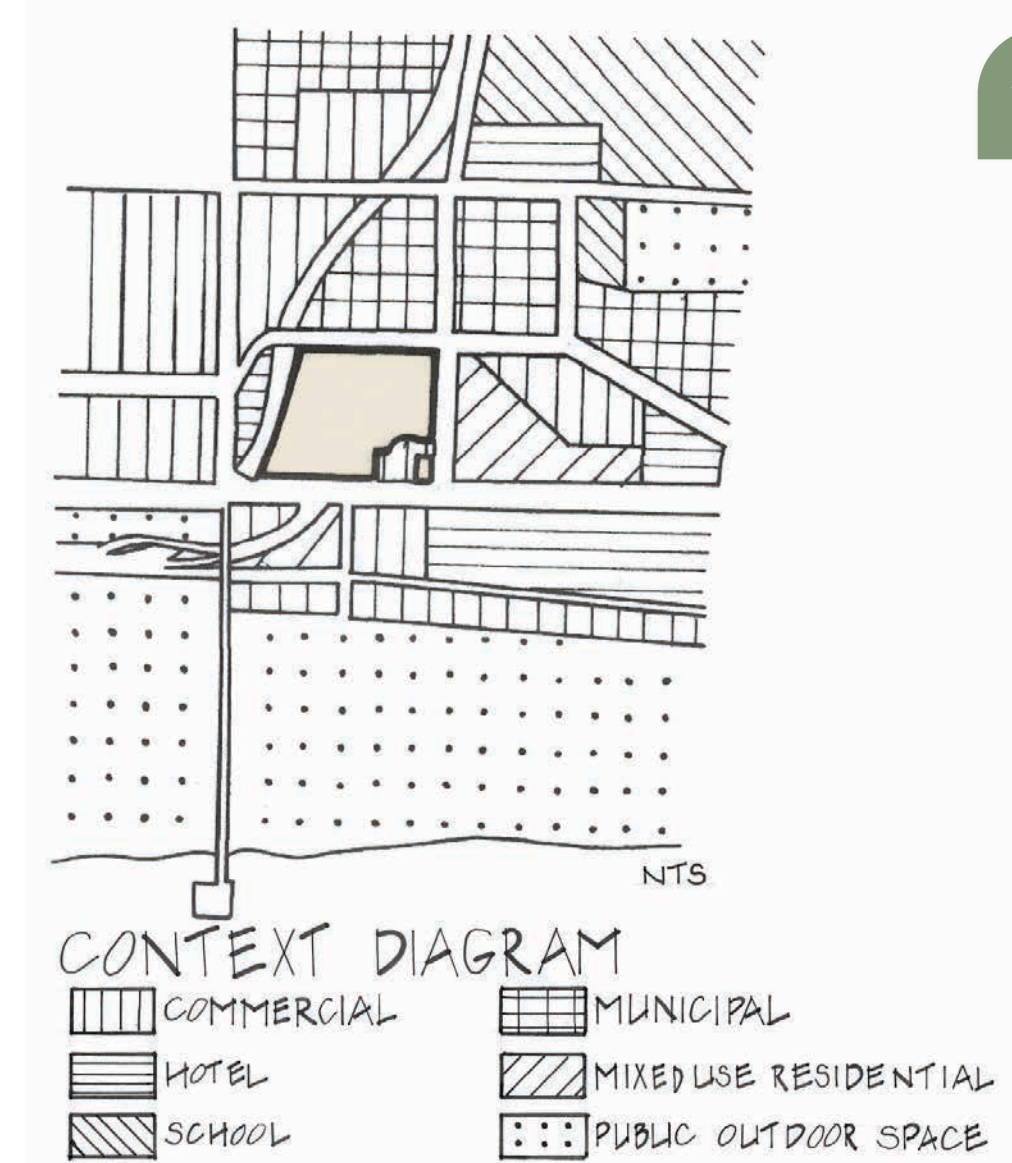 NTS
CONTEXT DIAGRAM
COMMERCIAL
MUNICIPAL
HOTEL
MIXED USE RESIDENTIAL
SCHOOL
PUBLIC OUTDOOR SPACE